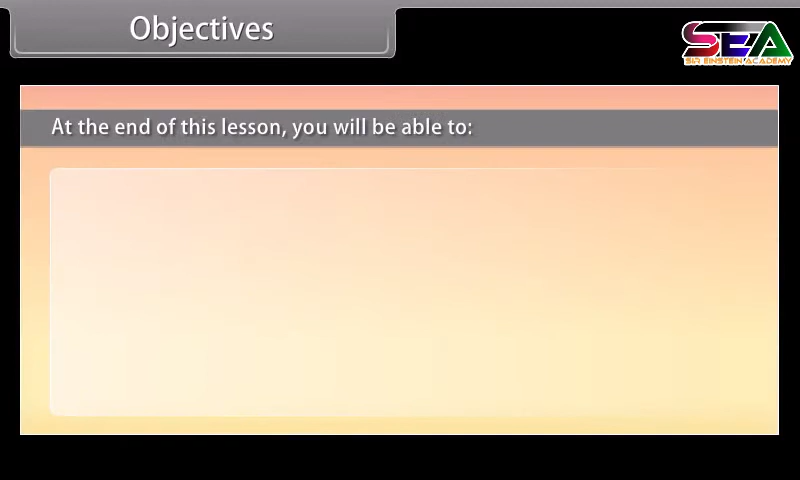 Objectives
SEA
SIR EINSTEIN ACADEMY
At the end of this lesson, you will be able to: